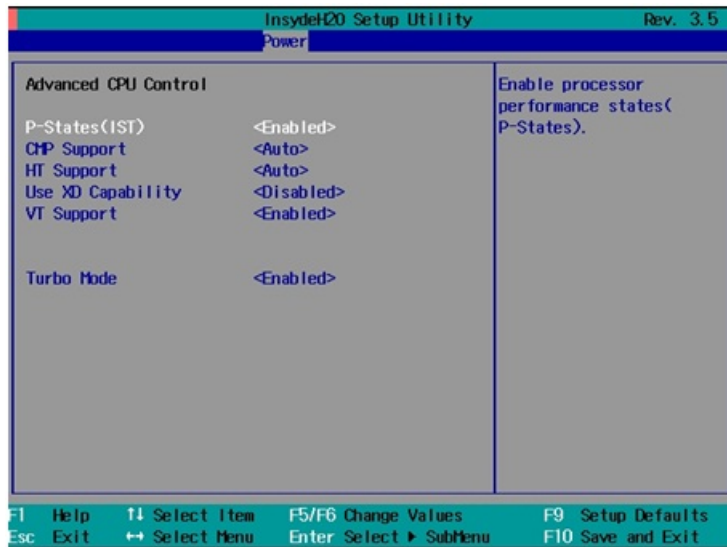 InsydeH2O Setup Utility Rev. 3.5
Power
Advanced CPU Control
P-States(IST) <Enabled>
CMP Support <Auto>
HT Support <Auto>
Use XD Capability <Disabled>
VT Support <Enabled>
Turbo Mode <Enabled>
Enable processor
performance states(
P-States).
F1 Help ↑↓ Select Item F5/F6 Change Values F9 Setup Defaults
Esc Exit ↔ Select Menu Enter Select ▶ SubMenu F10 Save and Exit